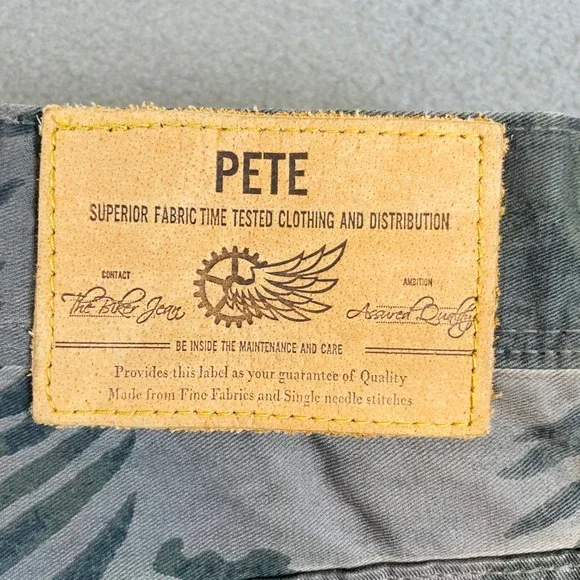 PETE
SUPERIOR FABRIC TIME TESTED CLOTHING AND DISTRIBUTION
CONTACT
The Biker Jean
AMBITION
Assured Quality
BE INSIDE THE MAINTENANCE AND CARE
Provides this label as your guarantee of Quality
Made from Fine Fabrics and Single needle stitches